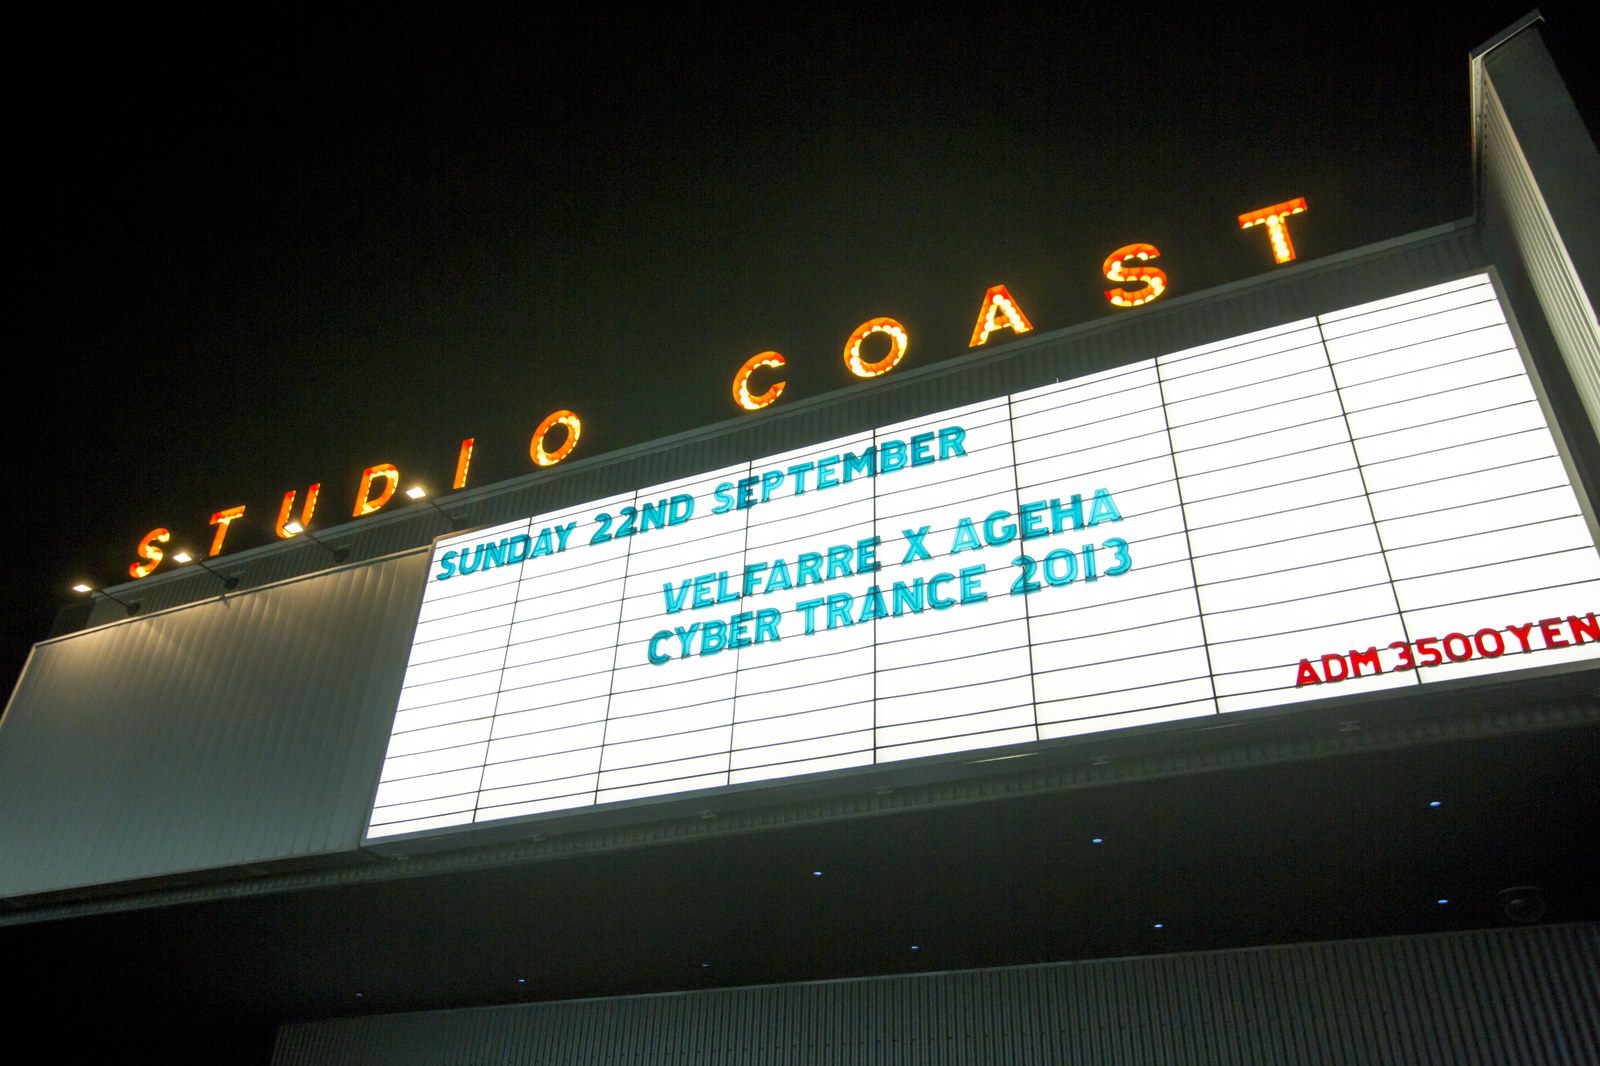 STUDIO COAST
SUNDAY 22ND SEPTEMBER
VELFARRE X AGEHA
CYBER TRANCE 2013
ADM 3500YEN